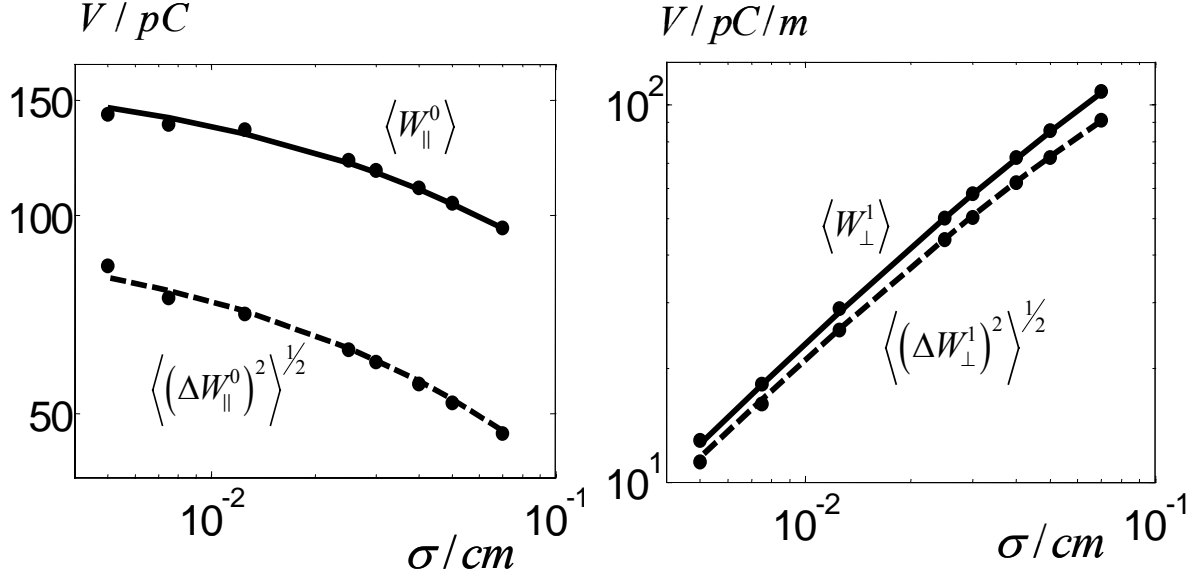 V / pC
150
⟨W∥⁰⟩
100
⟨(ΔW∥⁰)²⟩^½
50
10⁻²
10⁻¹
σ / cm
V / pC / m
10²
⟨W⊥¹⟩
⟨(ΔW⊥¹)²⟩^½
10¹
10⁻²
10⁻¹
σ / cm